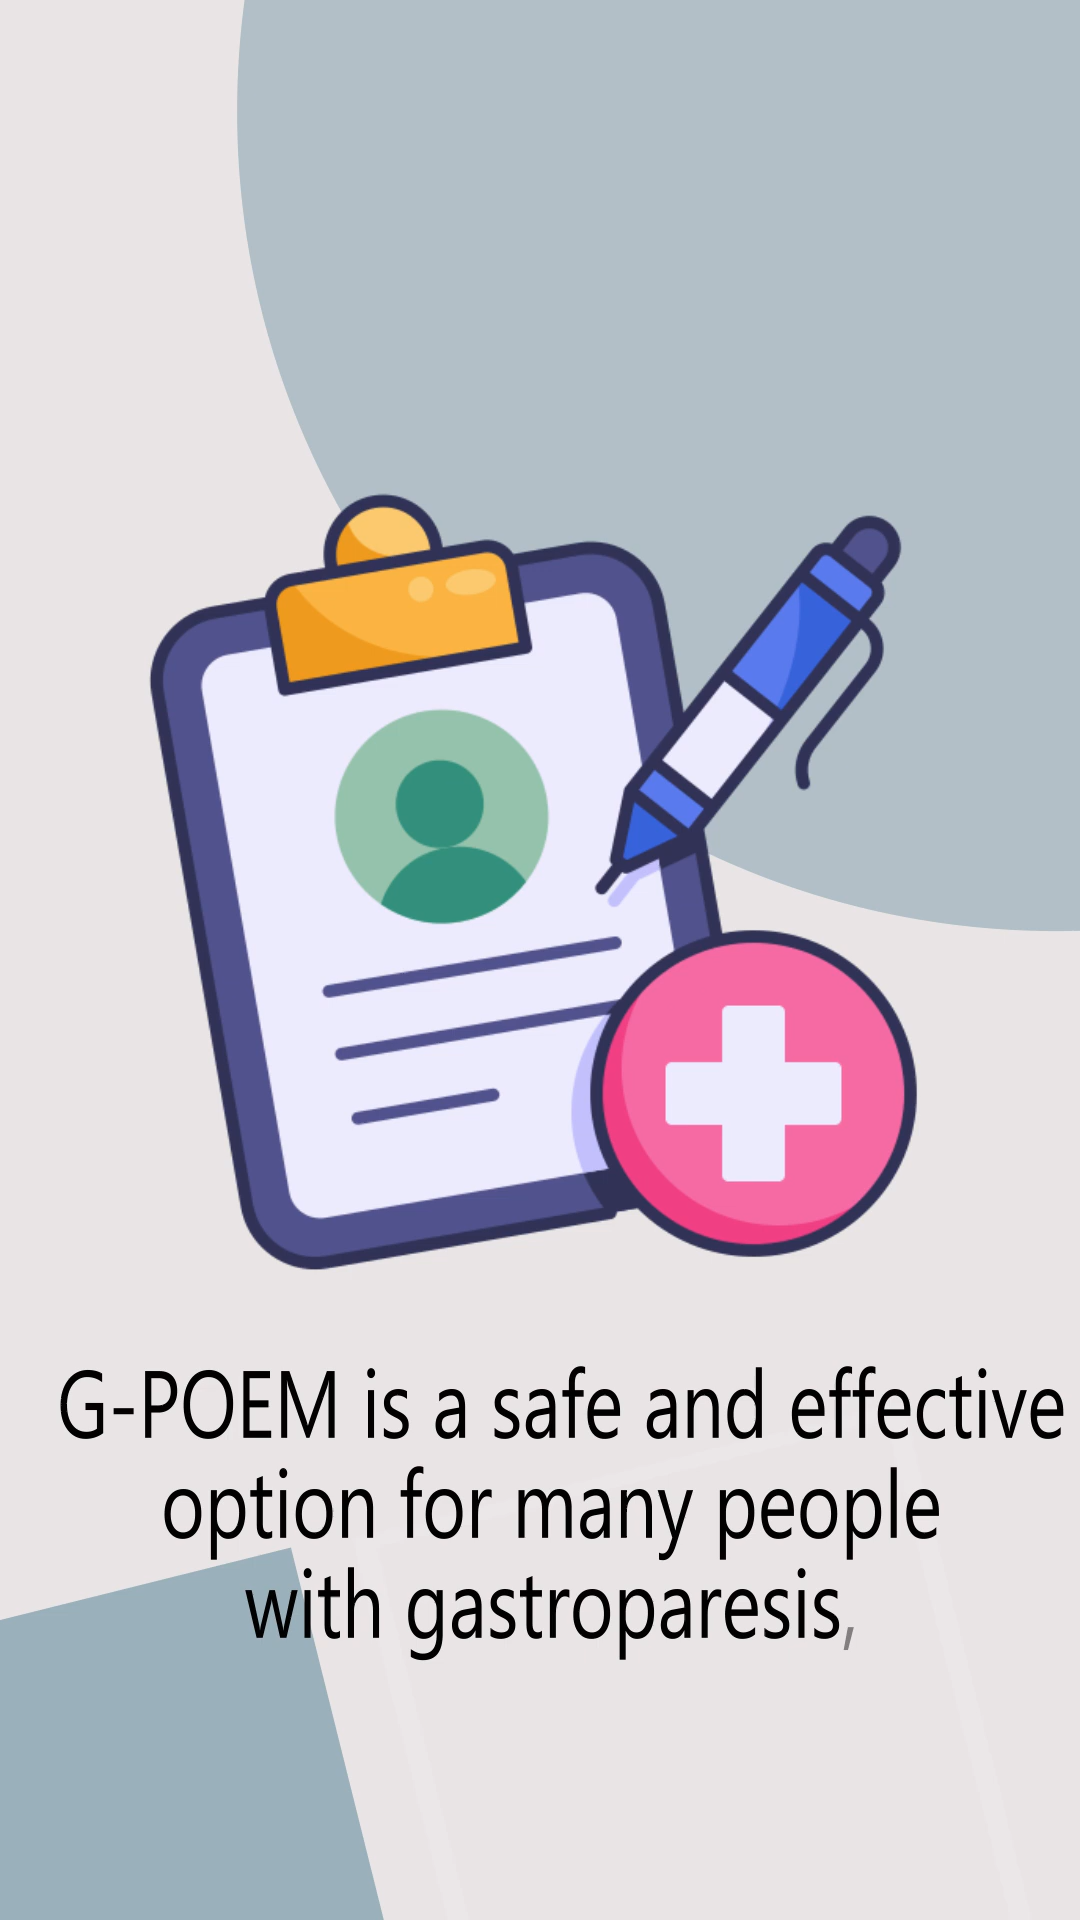 G-POEM is a safe and effective
option for many people
with gastroparesis,